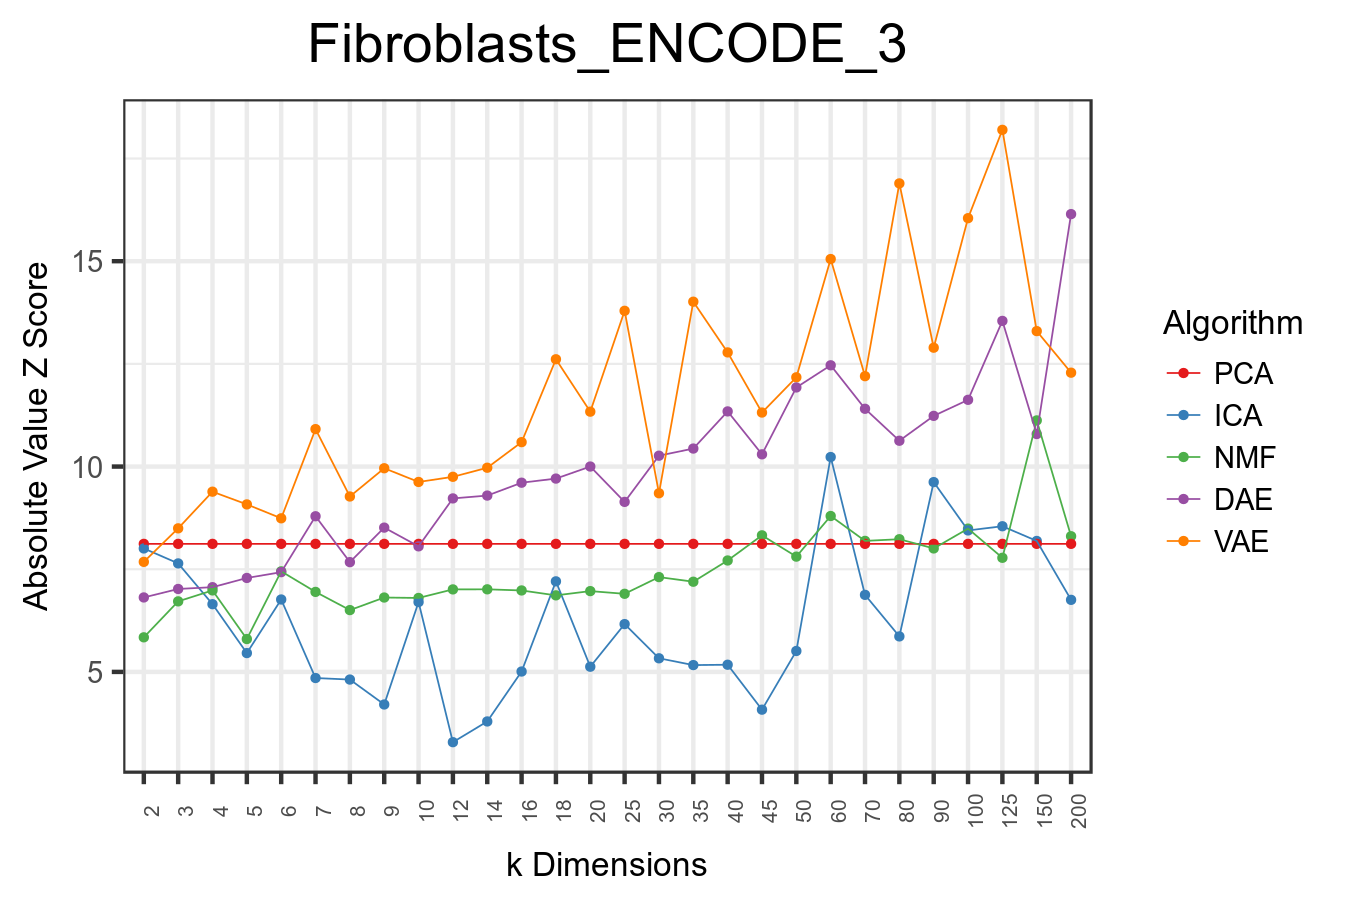 Fibroblasts_ENCODE_3
Absolute Value Z Score
15
10
5
2 3 4 5 6 7 8 9 10 12 14 16 18 20 25 30 35 40 45 50 60 70 80 90 100 125 150 200
k Dimensions
Algorithm
PCA
ICA
NMF
DAE
VAE